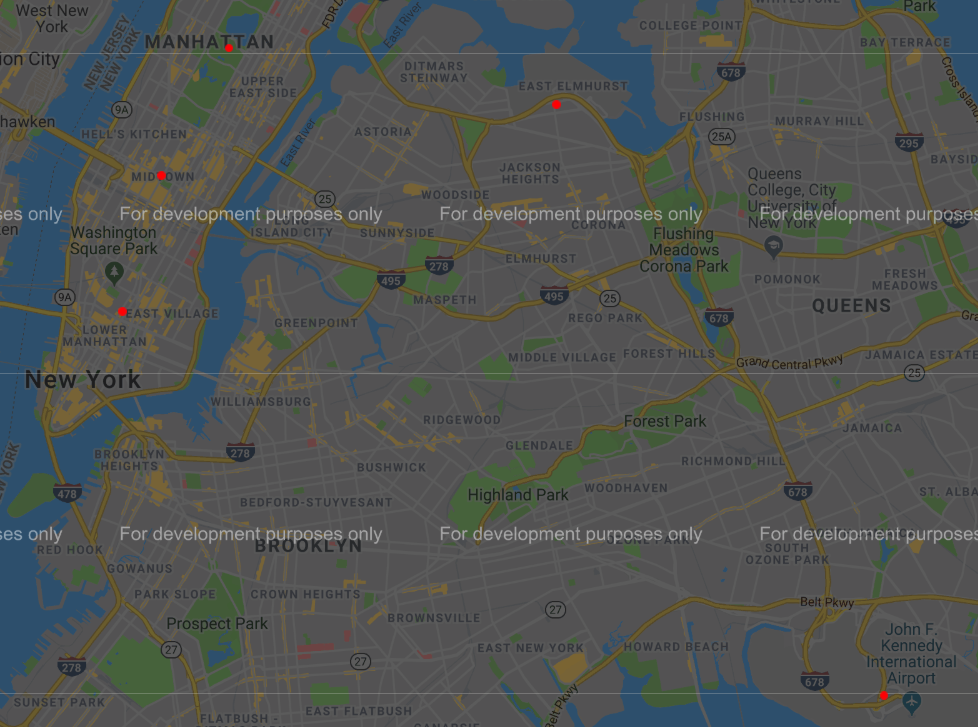 West New
York
Park
WHITESTONE
NEW JERSEY
NEW YORK
MANHATTAN
FDR D
East River
COLLEGE POINT
BAY TERRACE
ion City
UPPER
EAST SIDE
DITMARS
STEINWAY
678
Cross Islan
EAST ELMHURST
9A
hawken
HELL'S KITCHEN
East River
ASTORIA
FLUSHING
MURRAY HILL
25A
295
BAYSID
MIDTOWN
JACKSON
HEIGHTS
Queens
College, City
University of
New York
25
WOODSIDE
ses only
For development purposes only
For development purposes only
For development purposes
ten
Washington
Square Park
ISLAND CITY
SUNNYSIDE
CORONA
Flushing
Meadows
Corona Park
278
495
ELMHURST
POMONOK
FRESH
MEADOWS
9A
495
25
MASPETH
QUEENS
EAST VILLAGE
GREENPOINT
REGO PARK
678
Gra
LOWER
MANHATTAN
MIDDLE VILLAGE
FOREST HILLS
Grand Central Pkwy
JAMAICA ESTATE
New York
25
WILLIAMSBURG
RIDGEWOOD
Forest Park
JAMAICA
GLENDALE
BROOKLYN
HEIGHTS
278
BUSHWICK
RICHMOND HILL
Highland Park
WOODHAVEN
YORK
478
678
ST. ALBA
BEDFORD-STUYVESANT
ses only
For development purposes only
For development purposes only
For development purposes
RED HOOK
BROOKLYN
OZONE PARK
SOUTH
OZONE PARK
GOWANUS
PARK SLOPE
CROWN HEIGHTS
Belt Pkwy
Prospect Park
27
BROWNSVILLE
John F.
Kennedy
International
Airport
27
27
EAST NEW YORK
HOWARD BEACH
278
678
SUNSET PARK
EAST FLATBUSH
Belt Pkwy
FLATBUSH -
CANARSIE